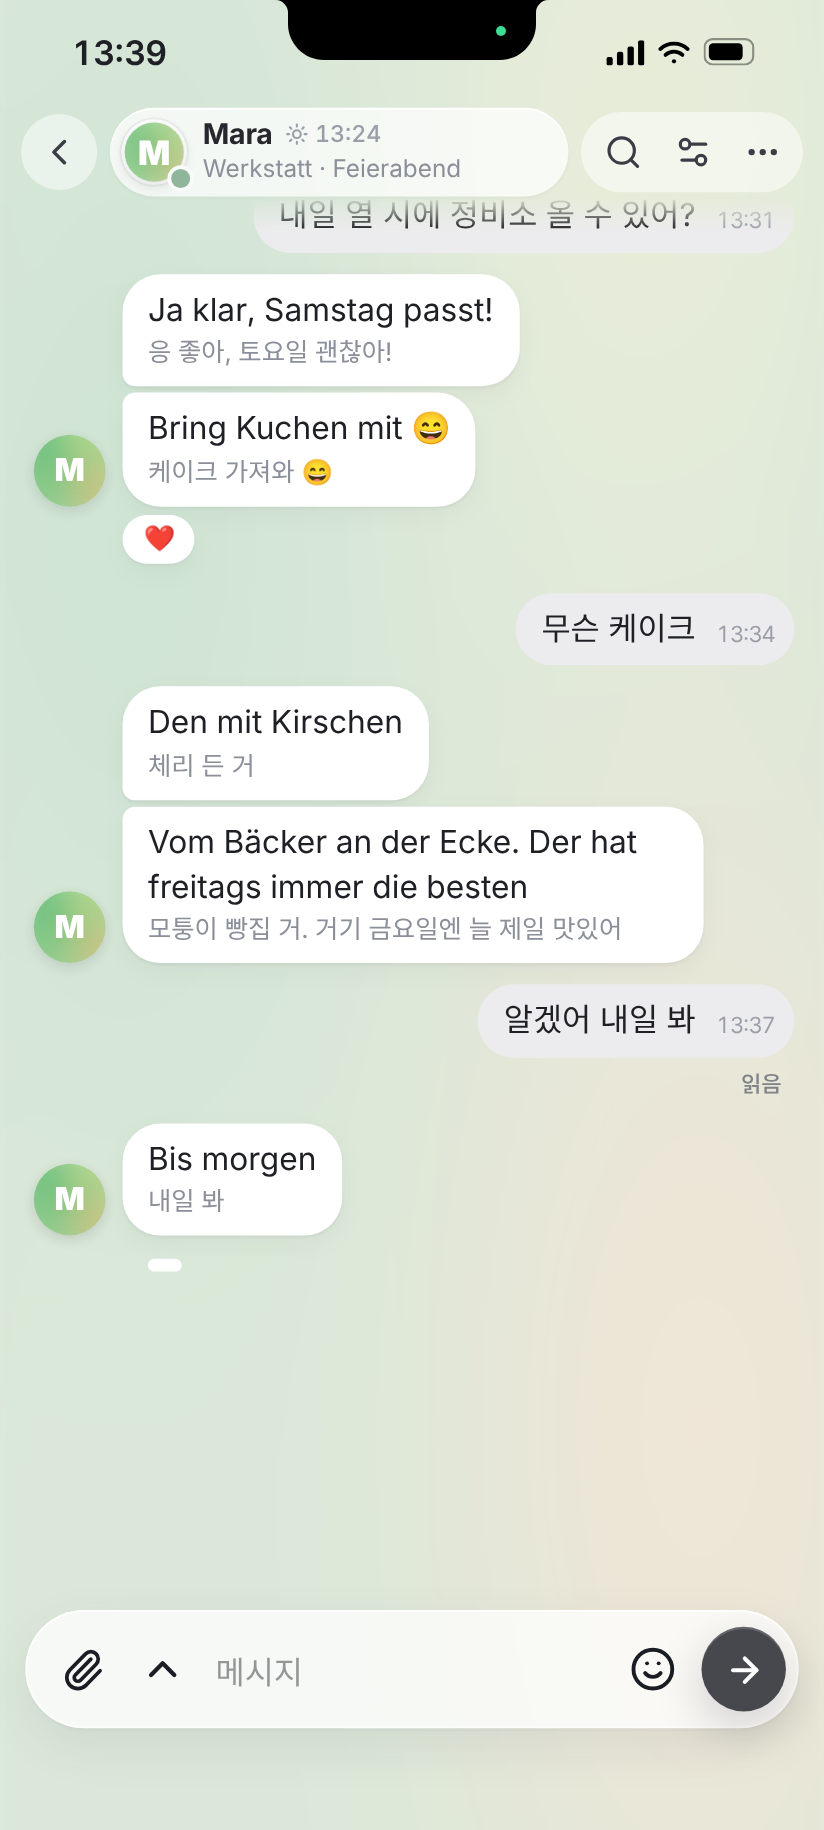 13:39
M
Mara 13:24
Werkstatt · Feierabend
내일 열 시에 정비소 올 수 있어? 13:31
Ja klar, Samstag passt!
응 좋아, 토요일 괜찮아!
Bring Kuchen mit 😄
케이크 가져와 😄
M
❤️
무슨 케이크 13:34
Den mit Kirschen
체리 든 거
Vom Bäcker an der Ecke. Der hat
freitags immer die besten
모퉁이 빵집 거. 거기 금요일엔 늘 제일 맛있어
M
알겠어 내일 봐 13:37
읽음
Bis morgen
내일 봐
M
메시지